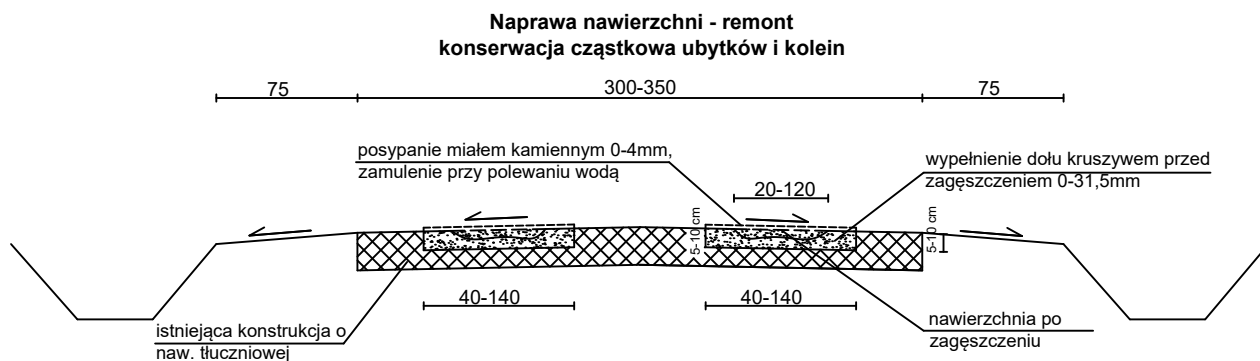 Naprawa nawierzchni - remont
konserwacja cząstkowa ubytków i kolein
75
300-350
75
posypanie miałem kamiennym 0-4mm,
zamulenie przy polewaniu wodą
wypełnienie dołu kruszywem przed
zagęszczeniem 0-31,5mm
20-120
5-10 cm
5-10 cm
40-140
40-140
istniejąca konstrukcja o
naw. tłuczniowej
nawierzchnia po
zagęszczeniu